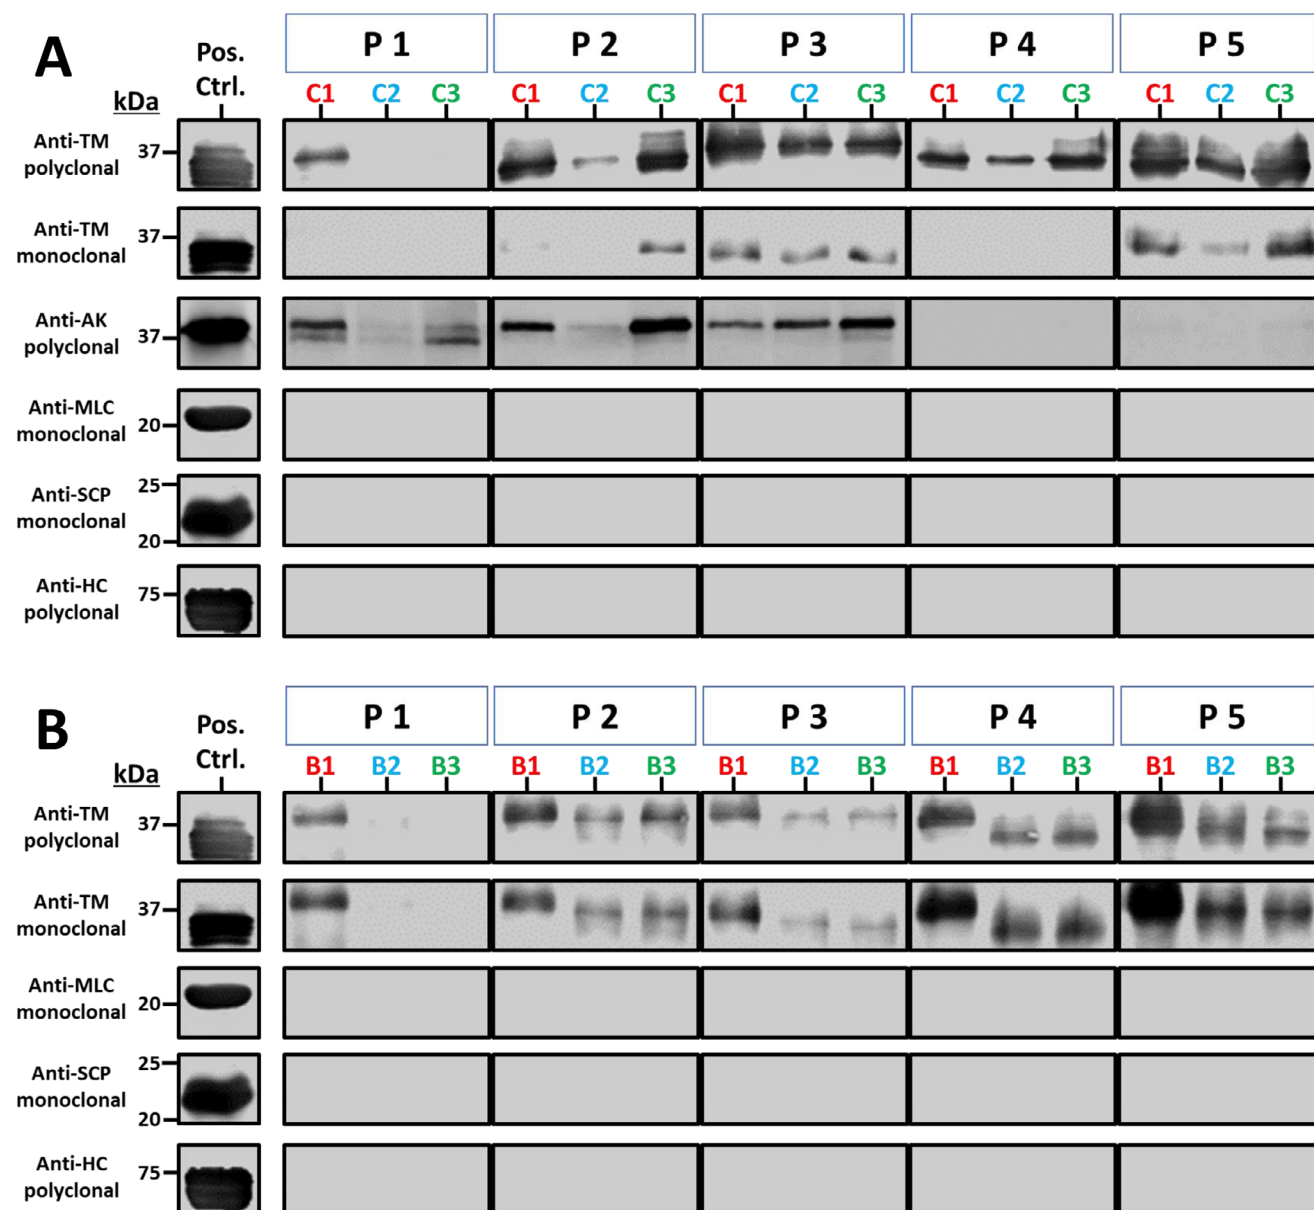 A
Pos.
Ctrl.
kDa
P 1
P 2
P 3
P 4
P 5
C1 C2 C3 C1 C2 C3 C1 C2 C3 C1 C2 C3 C1 C2 C3
Anti-TM
polyclonal
37
Anti-TM
monoclonal
37
Anti-AK
polyclonal
37
Anti-MLC
monoclonal
20
Anti-SCP
monoclonal
25
20
Anti-HC
polyclonal
75
B
Pos.
Ctrl.
kDa
P 1
P 2
P 3
P 4
P 5
B1 B2 B3 B1 B2 B3 B1 B2 B3 B1 B2 B3 B1 B2 B3
Anti-TM
polyclonal
37
Anti-TM
monoclonal
37
Anti-MLC
monoclonal
20
Anti-SCP
monoclonal
25
20
Anti-HC
polyclonal
75